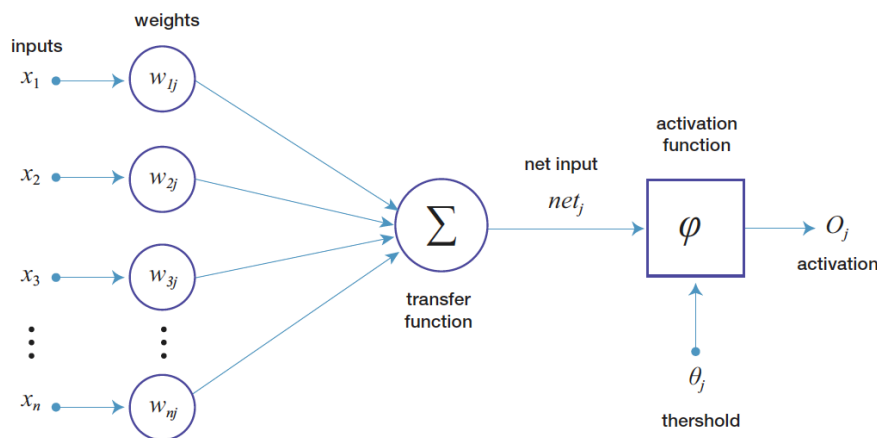 weights
inputs
x1
w1j
x2
w2j
x3
w3j
xn
wnj
Σ
transfer
function
net input
netj
activation
function
φ
Oj
activation
θj
thershold